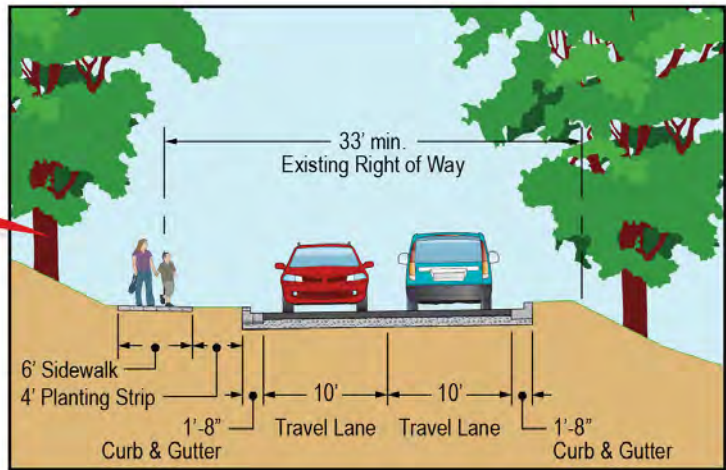 33' min.
Existing Right of Way
6' Sidewalk
4' Planting Strip
1'-8"
Curb & Gutter
10'
Travel Lane
10'
Travel Lane
1'-8"
Curb & Gutter